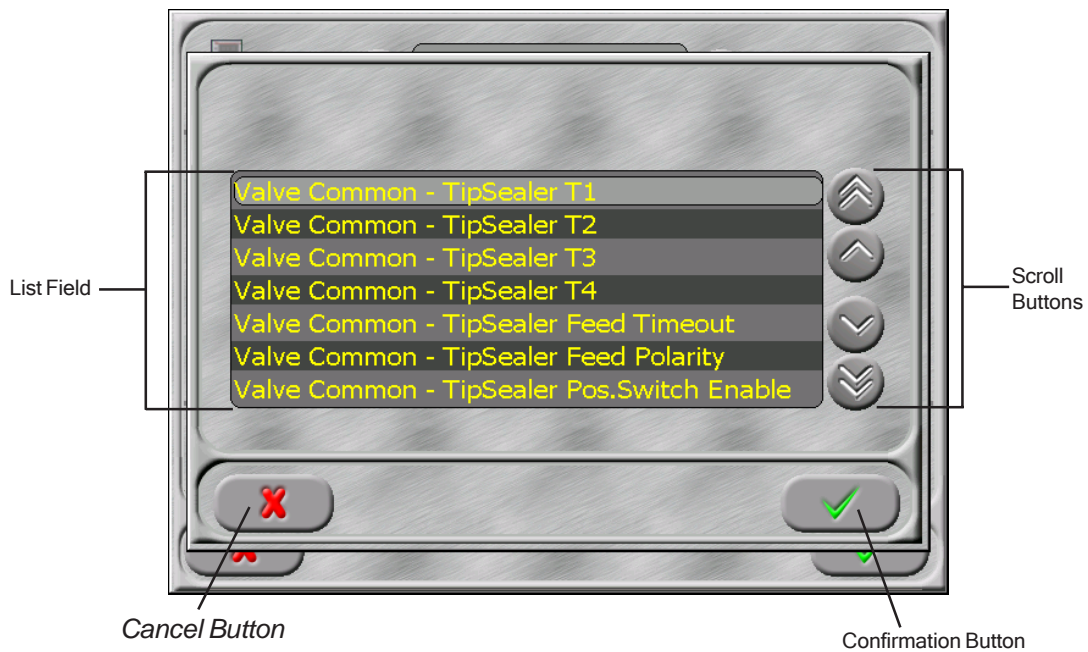 Valve Common - TipSealer T1
Valve Common - TipSealer T2
Valve Common - TipSealer T3
Valve Common - TipSealer T4
Valve Common - TipSealer Feed Timeout
Valve Common - TipSealer Feed Polarity
Valve Common - TipSealer Pos.Switch Enable
List Field
Scroll
Buttons
Cancel Button
Confirmation Button